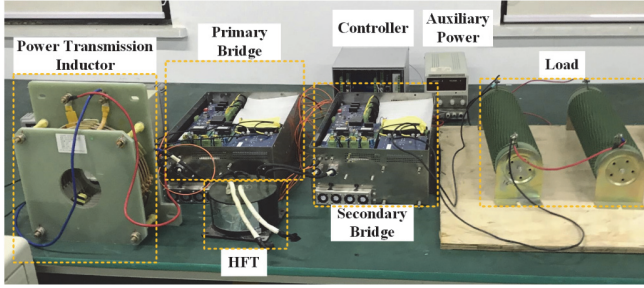 Power Transmission
Inductor
Primary
Bridge
Controller
Auxiliary
Power
Load
HFT
Secondary
Bridge